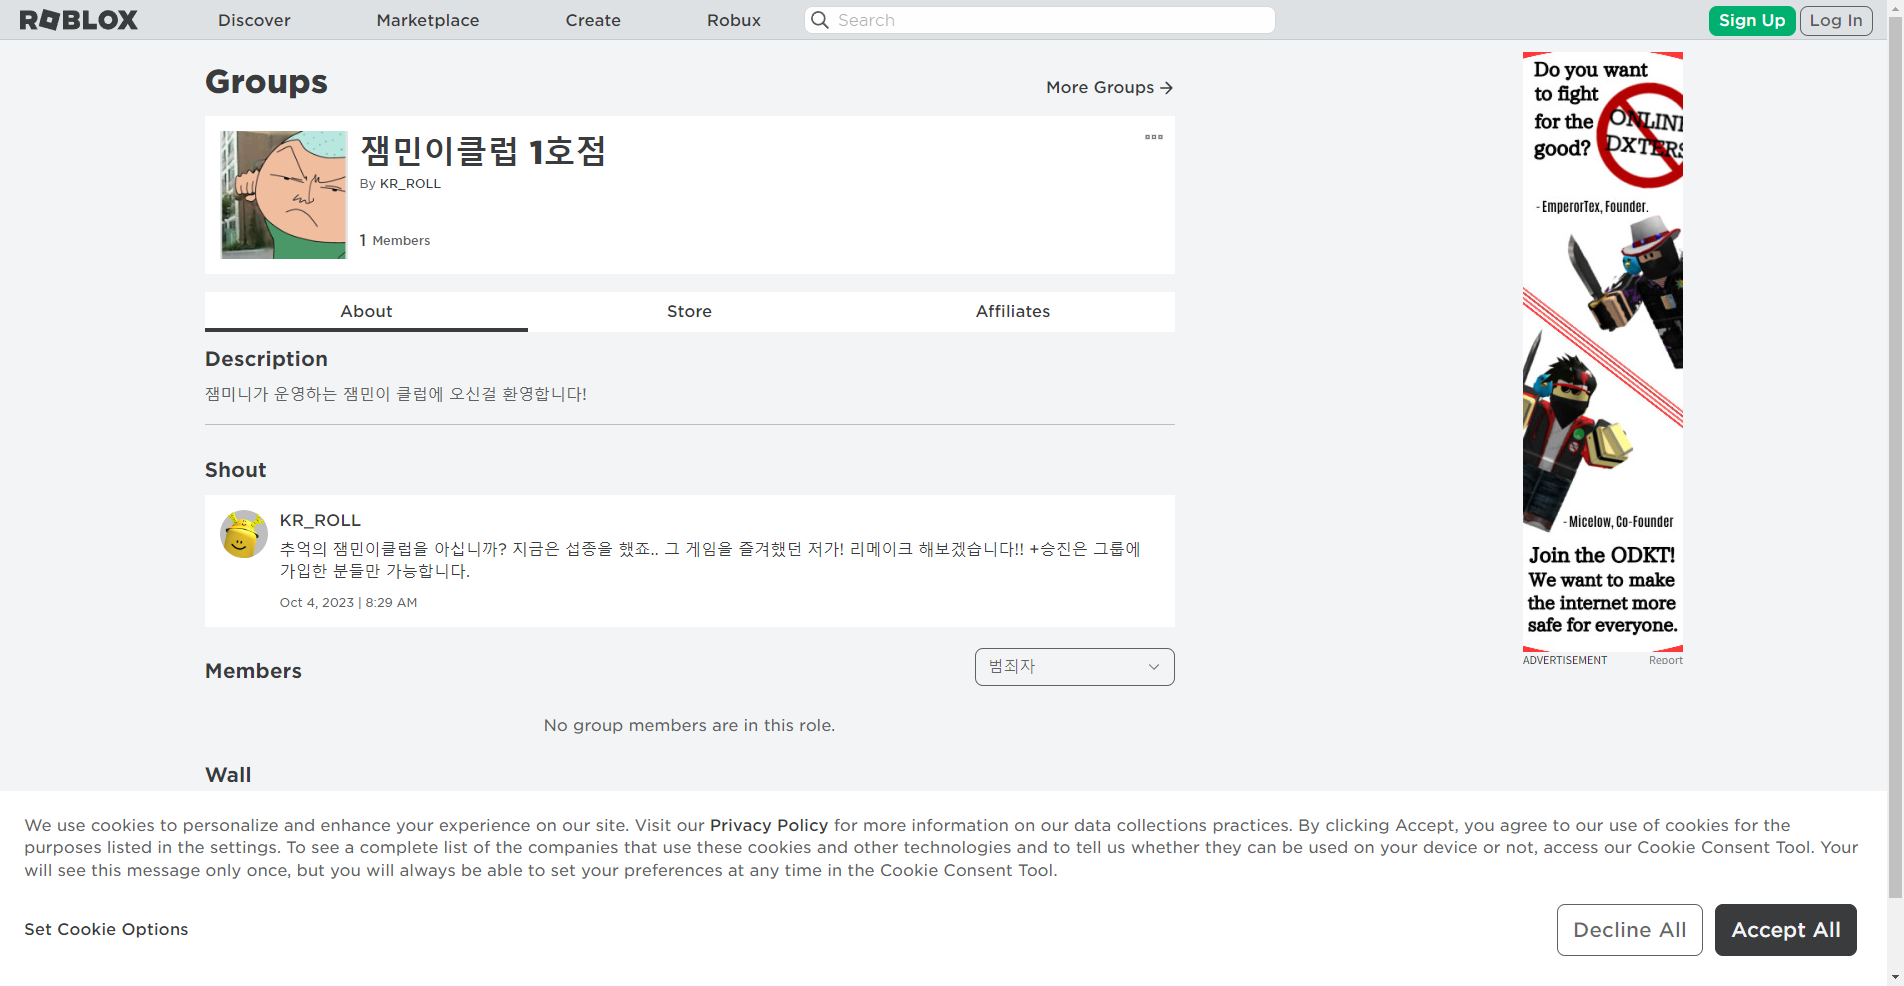 ROBLOX
Discover
Marketplace
Create
Robux
Search
Sign Up
Log In
Groups
More Groups
잼민이클럽 1호점
By KR_ROLL
1 Members
About
Store
Affiliates
Description
잼미니가 운영하는 잼민이 클럽에 오신걸 환영합니다!
Shout
KR_ROLL
추억의 잼민이클럽을 아십니까? 지금은 섭종을 했죠.. 그 게임을 즐겨했던 저가! 리메이크 해보겠습니다!! +승진은 그룹에
가입한 분들만 가능합니다.
Oct 4, 2023 | 8:29 AM
Members
범죄자
No group members are in this role.
Wall
Do you want
to fight
for the
good?
ONLIN
DXTERS
- EmperorTex, Founder.
- Micelow, Co-Founder
Join the ODKT!
We want to make
the internet more
safe for everyone.
ADVERTISEMENT
Report
We use cookies to personalize and enhance your experience on our site. Visit our Privacy Policy for more information on our data collections practices. By clicking Accept, you agree to our use of cookies for the
purposes listed in the settings. To see a complete list of the companies that use these cookies and other technologies and to tell us whether they can be used on your device or not, access our Cookie Consent Tool. Your
will see this message only once, but you will always be able to set your preferences at any time in the Cookie Consent Tool.
Set Cookie Options
Decline All
Accept All